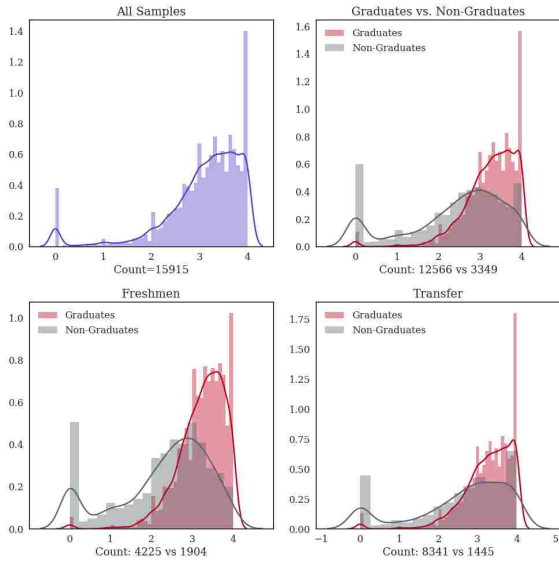 All Samples
1.4
1.2
1.0
0.8
0.6
0.4
0.2
0.0
0 1 2 3 4
Count=15915
Graduates vs. Non-Graduates
Graduates
Non-Graduates
1.6
1.4
1.2
1.0
0.8
0.6
0.4
0.2
0.0
0 1 2 3 4
Count: 12566 vs 3349
Freshmen
Graduates
Non-Graduates
1.0
0.8
0.6
0.4
0.2
0.0
0 1 2 3 4
Count: 4225 vs 1904
Transfer
Graduates
Non-Graduates
1.75
1.50
1.25
1.00
0.75
0.50
0.25
0.00
−1 0 1 2 3 4 5
Count: 8341 vs 1445